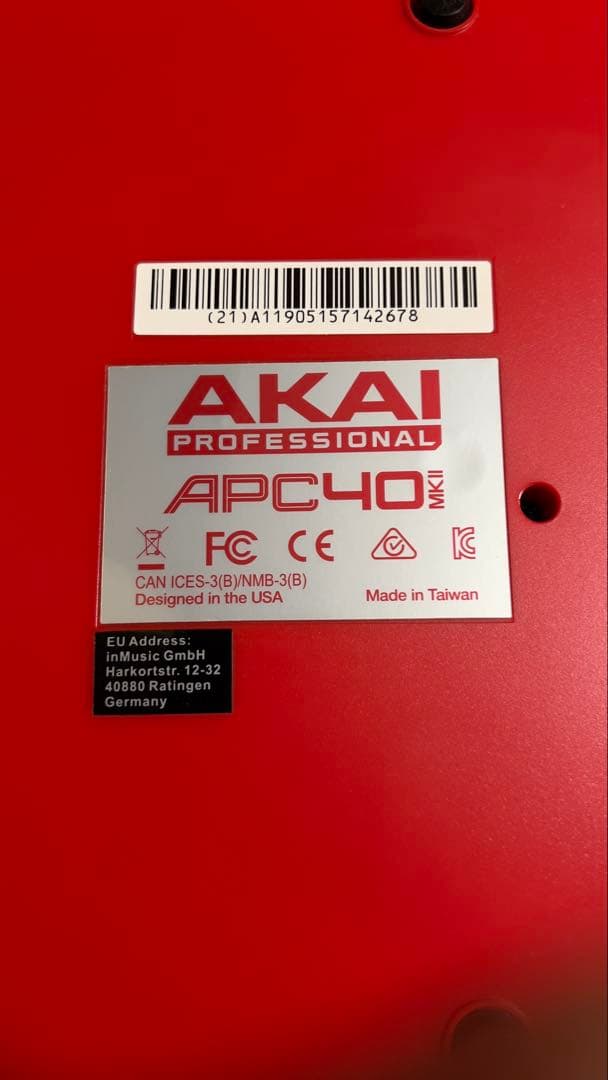 (21)A11905157142678
AKAI
PROFESSIONAL
APC40 MKII
FC CE
CAN ICES-3(B)/NMB-3(B)
Designed in the USA
Made in Taiwan
EU Address:
inMusic GmbH
Harkortstr. 12-32
40880 Ratingen
Germany